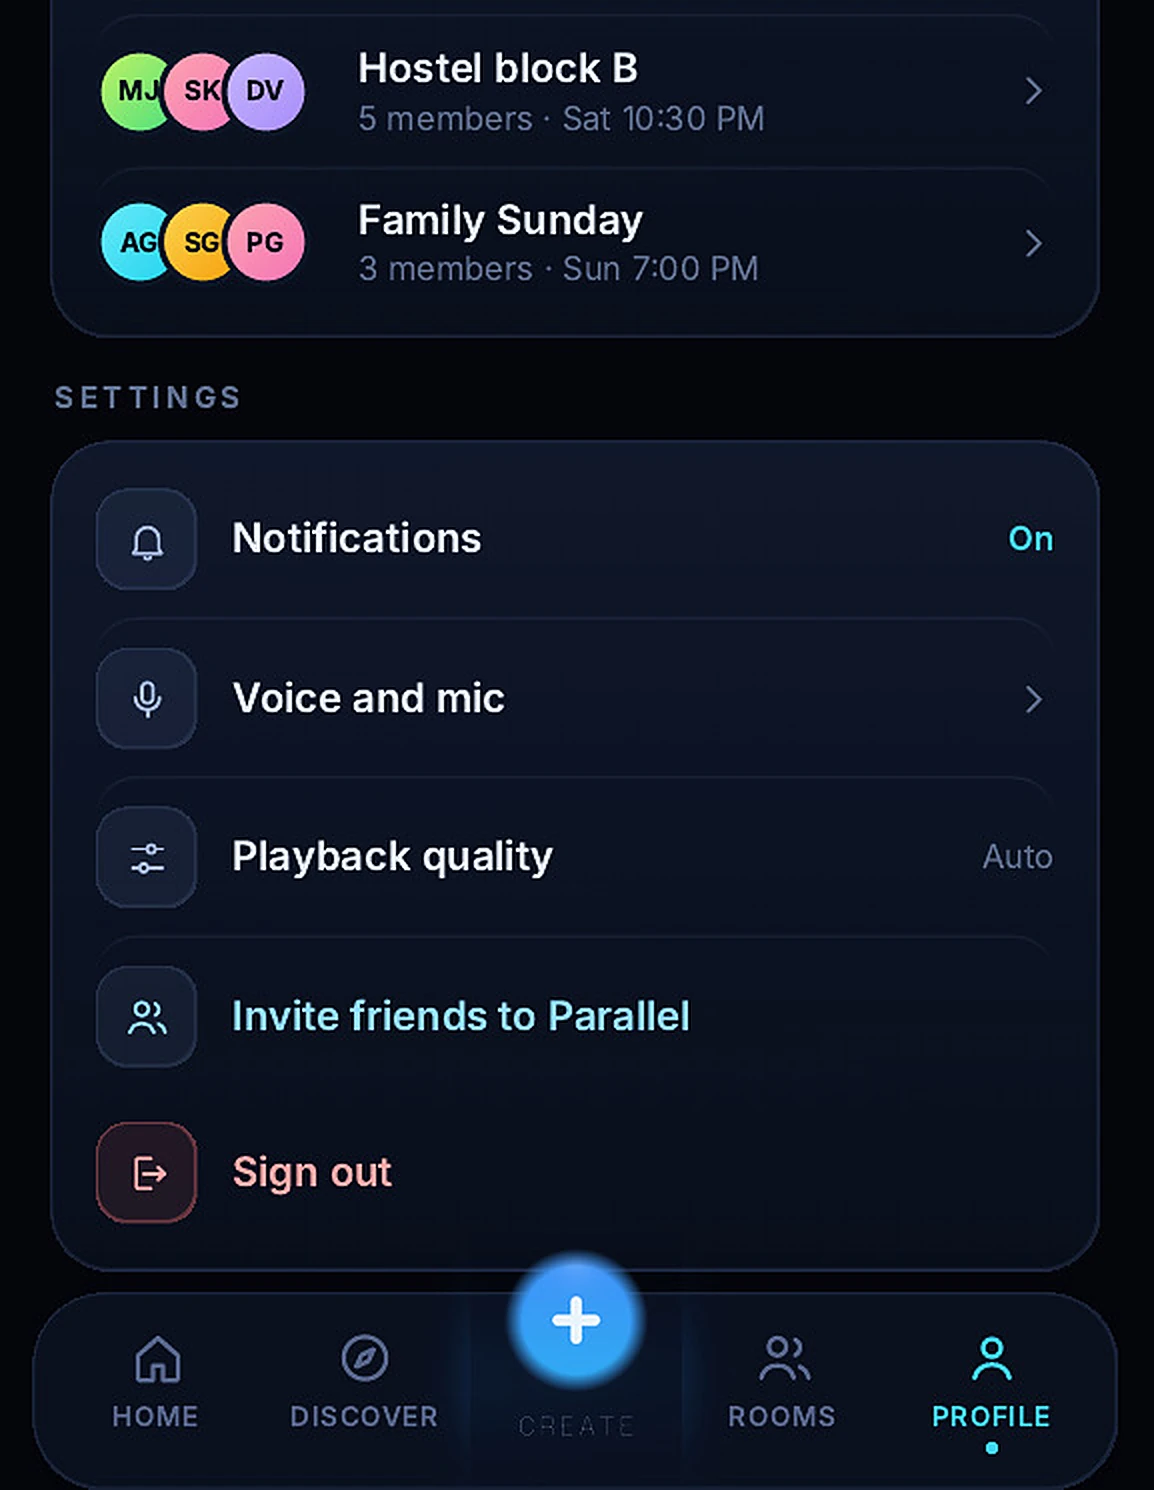 MJ SK DV
Hostel block B
5 members · Sat 10:30 PM
AG SG PG
Family Sunday
3 members · Sun 7:00 PM
SETTINGS
Notifications
On
Voice and mic
Playback quality
Auto
Invite friends to Parallel
Sign out
HOME
DISCOVER
CREATE
ROOMS
PROFILE